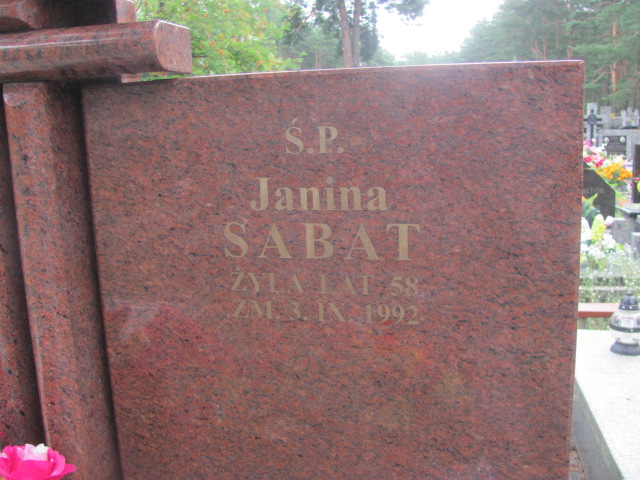 Ś.P.
Janina
SABAT
ŻYŁA LAT 58
ZM. 3. IX. 1992